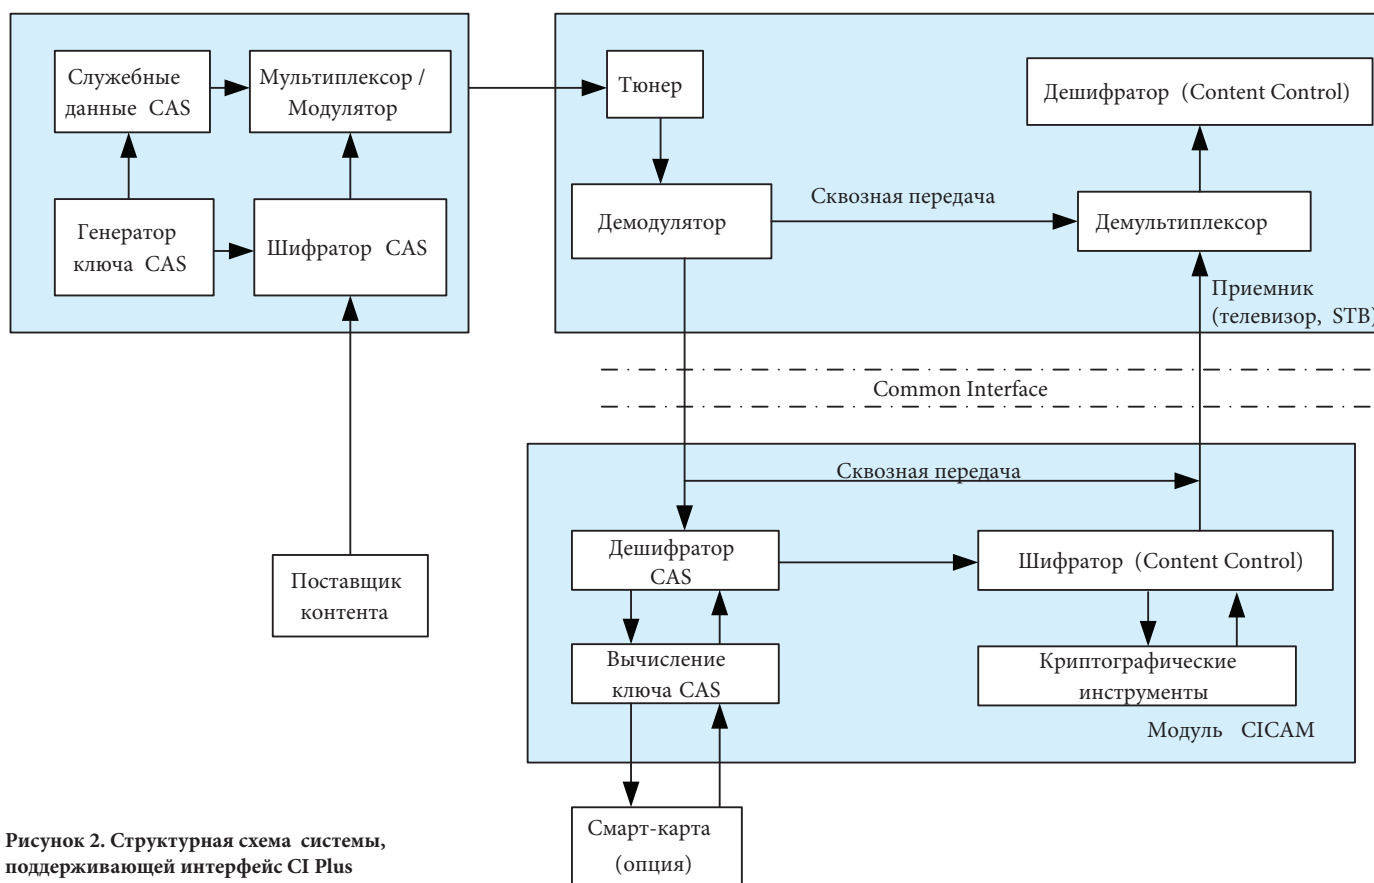 Служебные
данные CAS
Мультиплексор /
Модулятор
Генератор
ключа CAS
Шифратор CAS
Поставщик
контента
Тюнер
Дешифратор (Content Control)
Демодулятор
Сквозная передача
Демультиплексор
Приемник
(телевизор, STB)
Common Interface
Сквозная передача
Дешифратор
CAS
Шифратор (Content Control)
Вычисление
ключа CAS
Криптографические
инструменты
Модуль CICAM
Смарт-карта
(опция)
Рисунок 2. Структурная схема системы,
поддерживающей интерфейс CI Plus